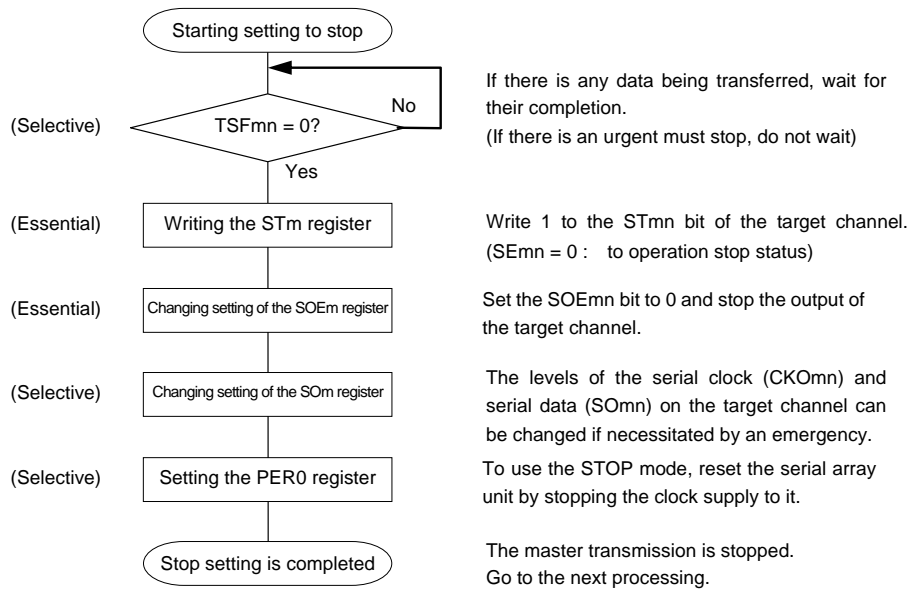 Starting setting to stop
No
(Selective)
TSFmn = 0?
If there is any data being transferred, wait for
their completion.
(If there is an urgent must stop, do not wait)
Yes
(Essential)
Writing the STm register
Write 1 to the STmn bit of the target channel.
(SEmn = 0 : to operation stop status)
(Essential)
Changing setting of the SOEm register
Set the SOEmn bit to 0 and stop the output of
the target channel.
(Selective)
Changing setting of the SOm register
The levels of the serial clock (CKOmn) and
serial data (SOmn) on the target channel can
be changed if necessitated by an emergency.
(Selective)
Setting the PER0 register
To use the STOP mode, reset the serial array
unit by stopping the clock supply to it.
Stop setting is completed
The master transmission is stopped.
Go to the next processing.